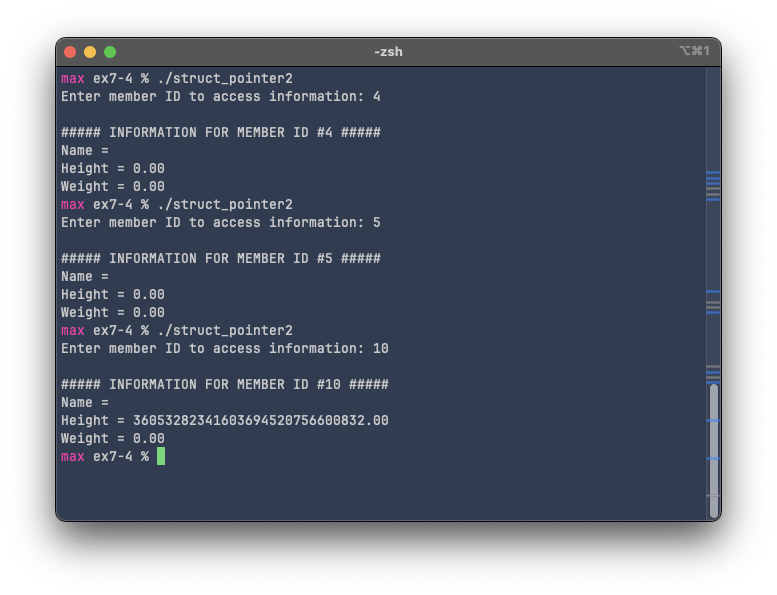 -zsh ⌥⌘1
max ex7-4 % ./struct_pointer2
Enter member ID to access information: 4
##### INFORMATION FOR MEMBER ID #4 #####
Name =
Height = 0.00
Weight = 0.00
max ex7-4 % ./struct_pointer2
Enter member ID to access information: 5
##### INFORMATION FOR MEMBER ID #5 #####
Name =
Height = 0.00
Weight = 0.00
max ex7-4 % ./struct_pointer2
Enter member ID to access information: 10
##### INFORMATION FOR MEMBER ID #10 #####
Name =
Height = 360532823416036945207566​00832.00
Weight = 0.00
max ex7-4 %